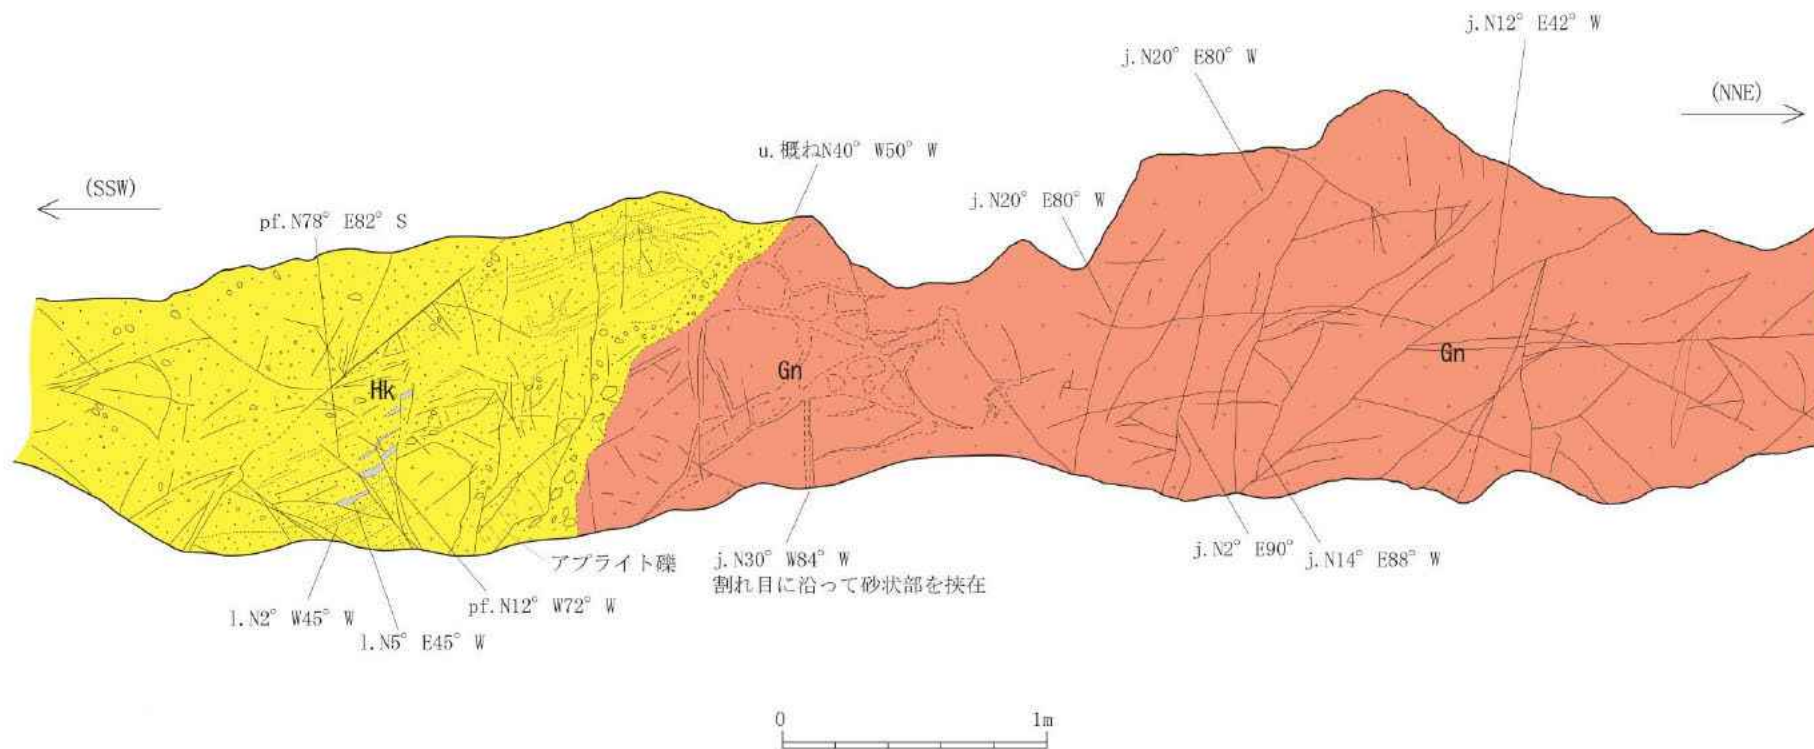 j.N12° E42° W
j.N20° E80° W
(NNE)
u.概ねN40° W50° W
(SSW)
j.N20° E80° W
pf.N78° E82° S
Gn
Gn
Hk
アプライト礫
j.N30° W84° W
割れ目に沿って砂状部を挟在
j.N2° E90°
j.N14° E88° W
pf.N12° W72° W
l.N2° W45° W
l.N5° E45° W
0
1m